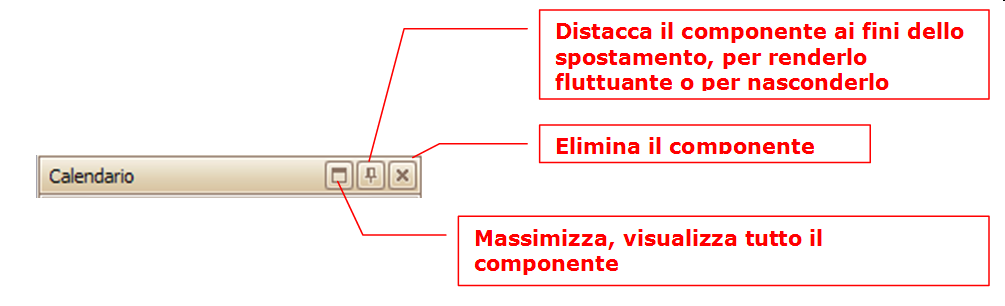 Distacca il componente ai fini dello
spostamento, per renderlo
fluttuante o per nasconderlo
Elimina il componente
Calendario
Massimizza, visualizza tutto il
componente